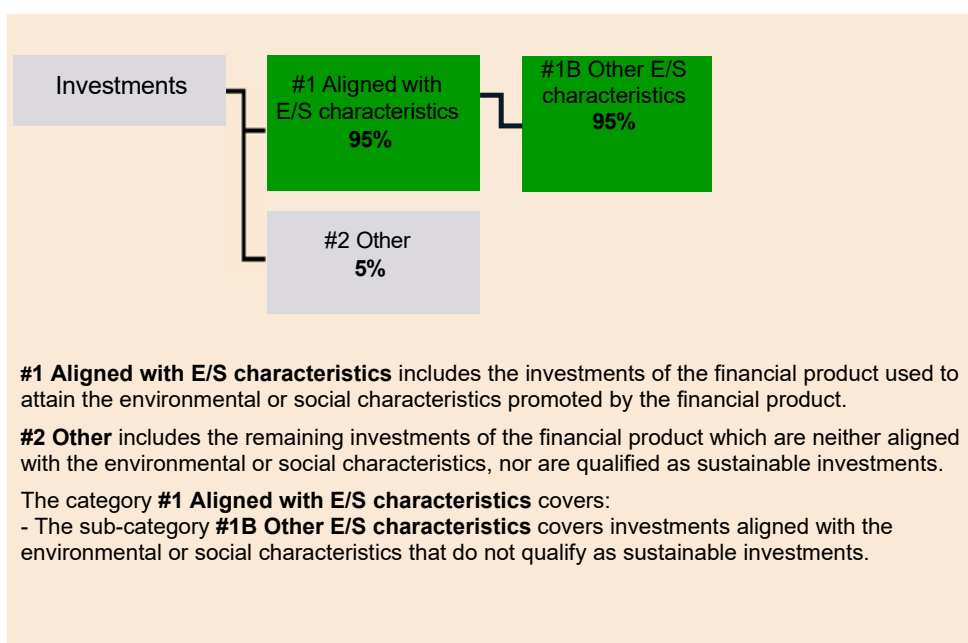 Investments
#1 Aligned with
E/S characteristics
95%
#1B Other E/S
characteristics
95%
#2 Other
5%
#1 Aligned with E/S characteristics includes the investments of the financial product used to
attain the environmental or social characteristics promoted by the financial product.
#2 Other includes the remaining investments of the financial product which are neither aligned
with the environmental or social characteristics, nor are qualified as sustainable investments.
The category #1 Aligned with E/S characteristics covers:
- The sub-category #1B Other E/S characteristics covers investments aligned with the
environmental or social characteristics that do not qualify as sustainable investments.